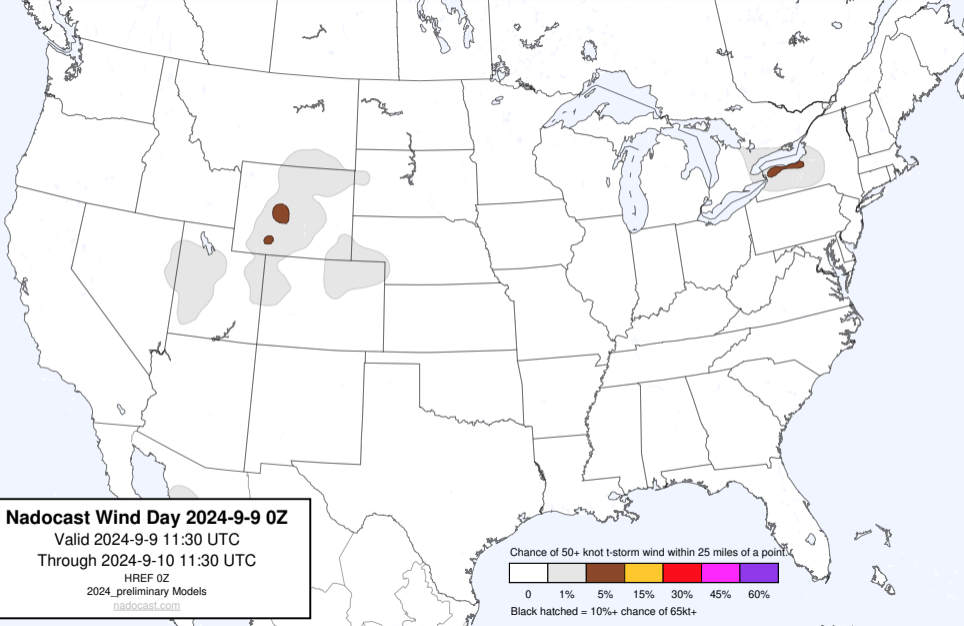 Nadocast Wind Day 2024-9-9 0Z
Valid 2024-9-9 11:30 UTC
Through 2024-9-10 11:30 UTC
HREF 0Z
2024_preliminary Models
nadocast.com
Chance of 50+ knot t-storm wind within 25 miles of a point.
0 1% 5% 15% 30% 45% 60%
Black hatched = 10%+ chance of 65kt+